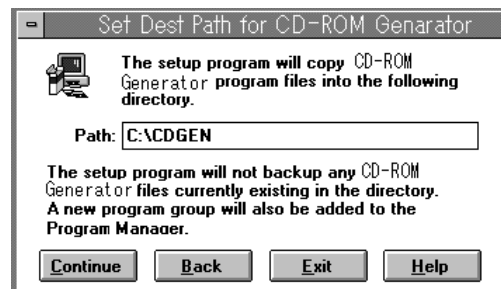 Set Dest Path for CD-ROM Genarator
The setup program will copy CD-ROM
Generator program files into the following
directory.
Path: C:\CDGEN
The setup program will not backup any CD-ROM
Generator files currently existing in the directory.
A new program group will also be added to the
Program Manager.
Continue Back Exit Help